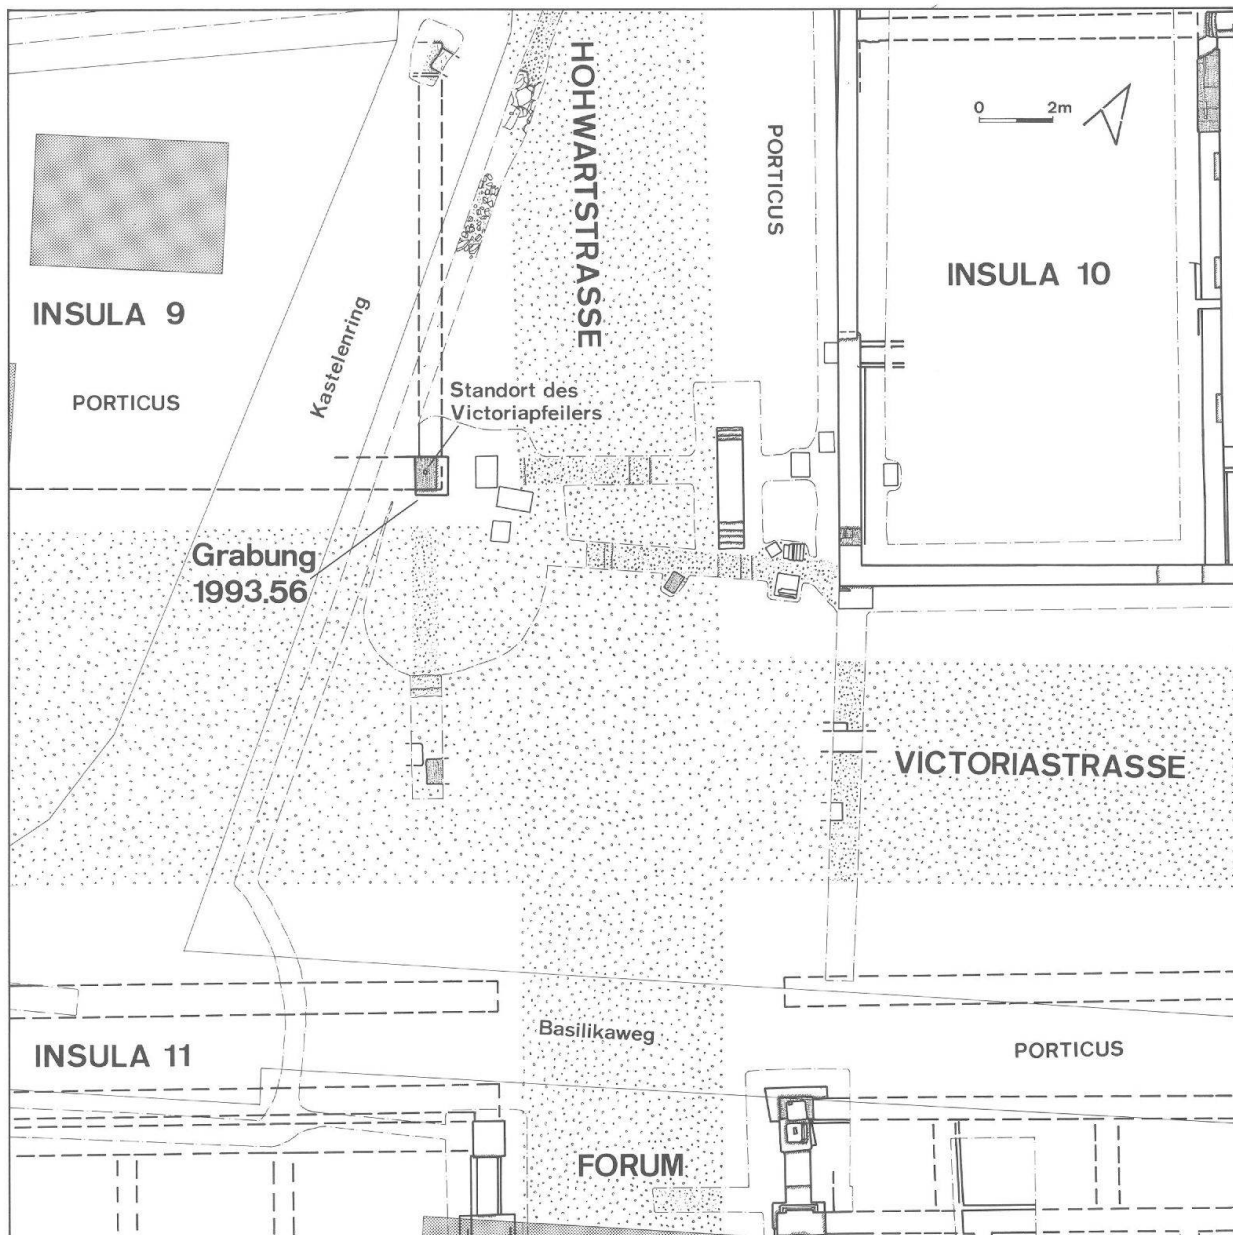 HOHWARTSTRASSE
PORTICUS
0 2m
INSULA 10
INSULA 9
PORTICUS
Kastelenring
Standort des
Victoriapfeilers
Grabung
1993.56
VICTORIASTRASSE
Basilikaweg
INSULA 11
PORTICUS
FORUM